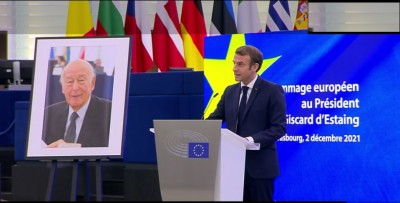 mmage européen
au Président
Giscard d'Estaing
sbourg, 2 décembre 2021